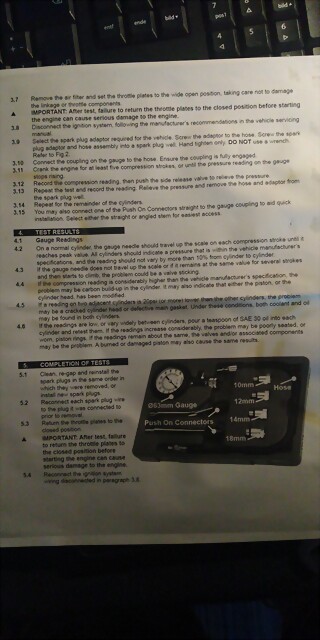 end
ende
bild
bild
7
pos1
8
4
5
6
3.7 Remove the air filter and set the throttle plates to the wide open position, taking care not to damage
the linkage or throttle components.
▲ IMPORTANT: After test, failure to return the throttle plates to the closed position before starting
the engine can cause serious damage to the engine.
3.8 Disconnect the ignition system, following the manufacturer's recommendations in the vehicle servicing
manual.
3.9 Select the spark plug adaptor required for the vehicle. Screw the adaptor to the hose. Screw the spark
plug adaptor and hose assembly into a spark plug well. Hand tighten only. DO NOT use a wrench.
Refer to Fig.2.
3.10 Connect the coupling on the gauge to the hose. Ensure the coupling is fully engaged.
3.11 Crank the engine for at least five compression strokes, or until the pressure reading on the gauge
stops rising.
3.12 Record the compression reading, then push the side release valve to relieve the pressure
3.13 Repeat the test and record the reading. Relieve the pressure and remove the hose and adaptor from
the spark plug well.
3.14 Repeat for the remainder of the cylinders.
3.15 You may also connect one of the Push On Connectors straight to the gauge coupling to aid quick
installation. Select either the straight or angled stem for easiest access.
4. TEST RESULTS
4.1 Gauge Readings
4.2 On a normal cylinder, the gauge needle should travel up the scale on each compression stroke until it
reaches peak value. All cylinders should indicate a pressure that is within the vehicle manufacturer's
specifications, and the reading should not vary by more than 10% from cylinder to cylinder.
4.3 If the gauge needle does not travel up the scale or if it remains at the same value for several strokes
and then starts to climb, the problem could be a valve sticking.
4.4 If the compression reading is considerably higher than the vehicle manufacturer's specification, the
problem may be carbon build-up in the cylinder. It may also indicate that either the piston, or the
cylinder head, has been modified.
4.5 If a reading on two adjacent cylinders is 20psi (or more) lower than the other cylinders, the problem
may be a cracked cylinder head or defective main gasket. Under these conditions, both coolant and oil
may be found in both cylinders.
4.6 If the readings are low, or vary widely between cylinders, pour a teaspoon of SAE 30 oil into each
cylinder and retest them. If the readings increase considerably, the problem may be poorly seated, or
worn, piston rings. If the readings remain about the same, the valves and/or associated components
may be the problem. A burned or damaged piston may also cause the same results.
5. COMPLETION OF TESTS
5.1 Clean, re-gap and reinstall the
spark plugs in the same order in
which they were removed, or
install new spark plugs.
5.2 Reconnect each spark plug wire
to the plug it was connected to
prior to removal.
5.3 Return the throttle plates to the
closed position.
▲ IMPORTANT: After test, failure
to return the throttle plates to
the closed position before
starting the engine can cause
serious damage to the engine.
5.4 Reconnect the ignition system
wiring disconnected in paragraph 3.8.
Ø63mm Gauge
Push On Connectors
10mm
Hose
12mm
14mm
18mm